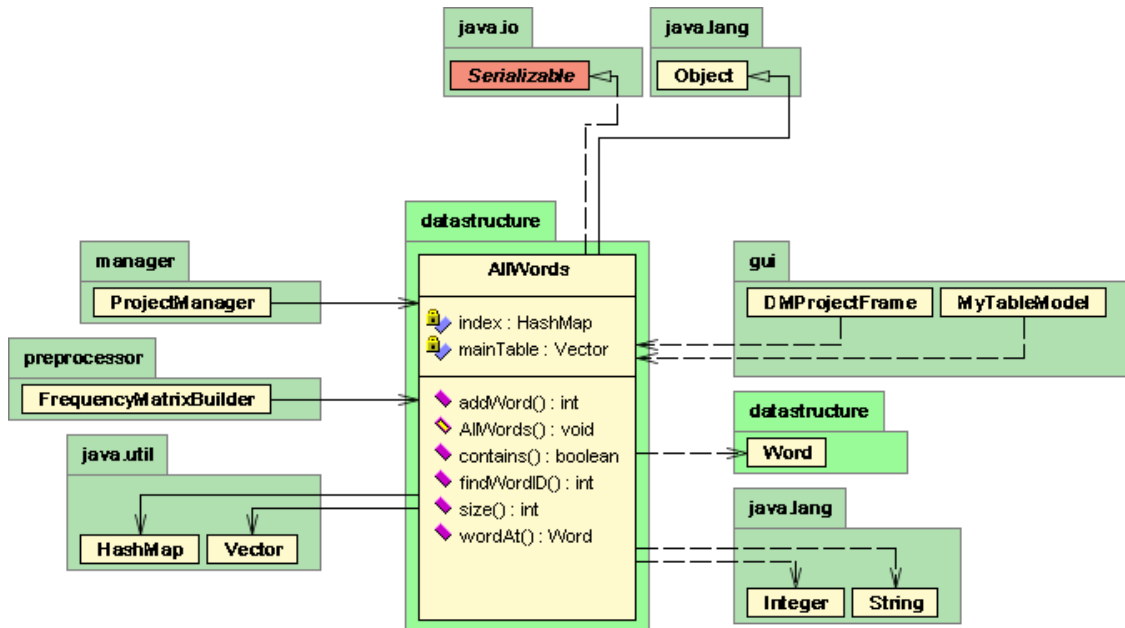 java.io
java.lang
Serializable
Object
datastructure
manager
AllWords
gui
ProjectManager
DMProjectFrame
MyTableModel
index : HashMap
mainTable : Vector
preprocessor
FrequencyMatrixBuilder
addWord() : int
datastructure
AllWords() : void
java.util
contains() : boolean
Word
findWordID() : int
size() : int
java.lang
wordAt() : Word
HashMap
Vector
Integer
String